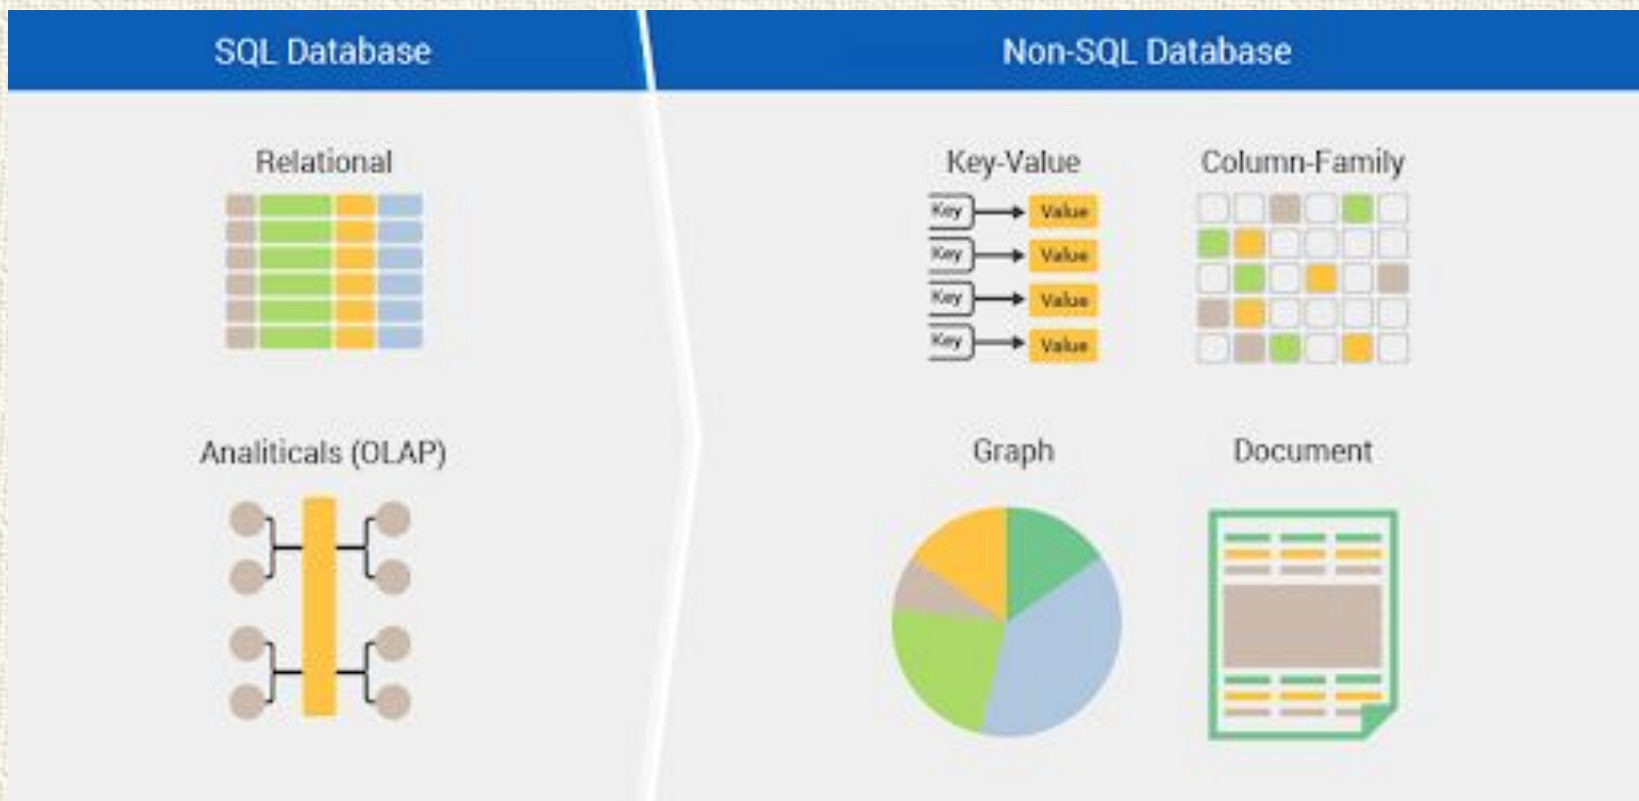 SQL Database
Non-SQL Database
Relational
Analiticals (OLAP)
Key-Value
Key Value
Key Value
Key Value
Key Value
Column-Family
Graph
Document